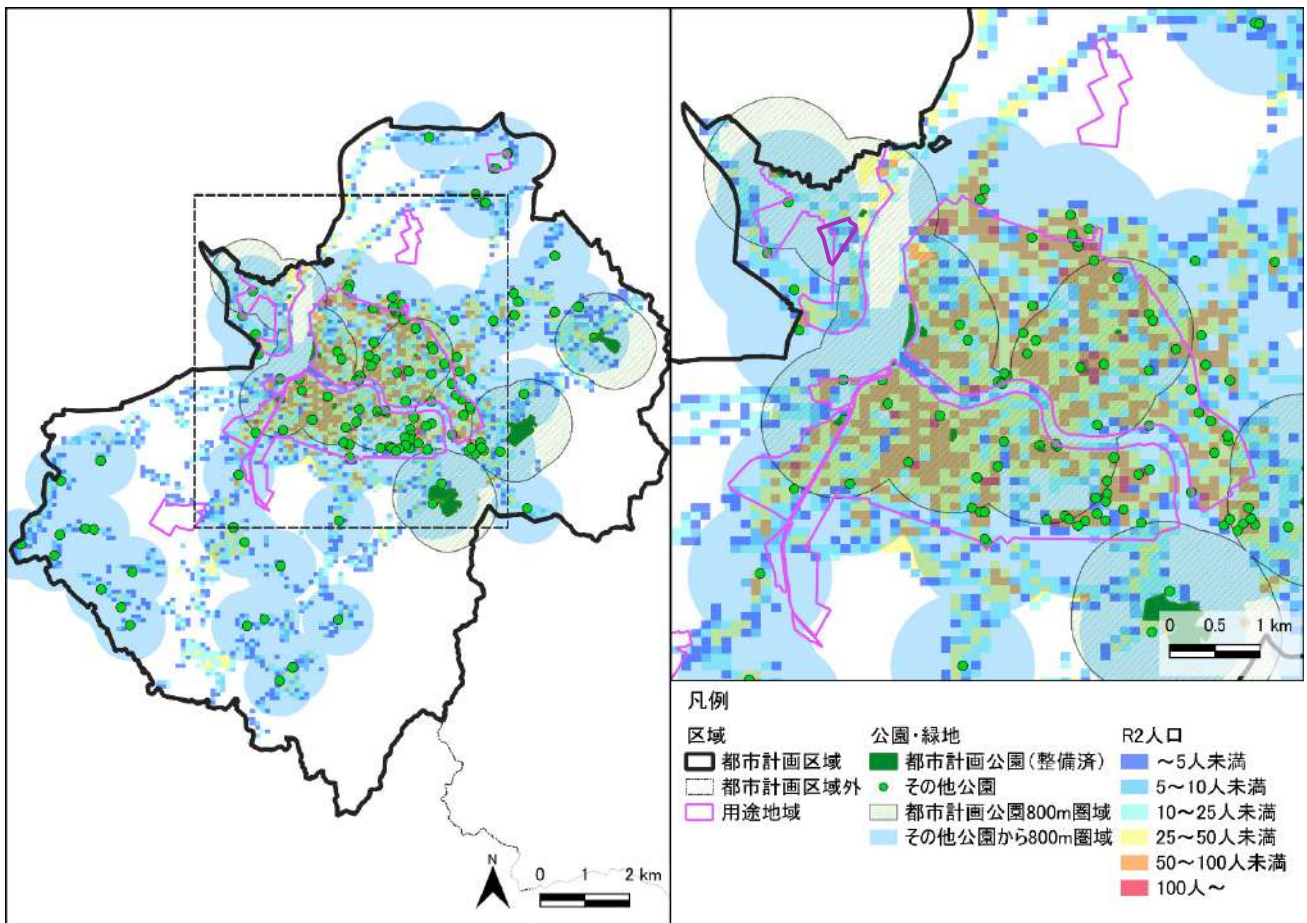 N
0 1 2 km
0 0.5 1 km
凡例
区域
都市計画区域
都市計画区域外
用途地域
公園・緑地
都市計画公園(整備済)
その他公園
都市計画公園800m圏域
その他公園から800m圏域
R2人口
～5人未満
5～10人未満
10～25人未満
25～50人未満
50～100人未満
100人～